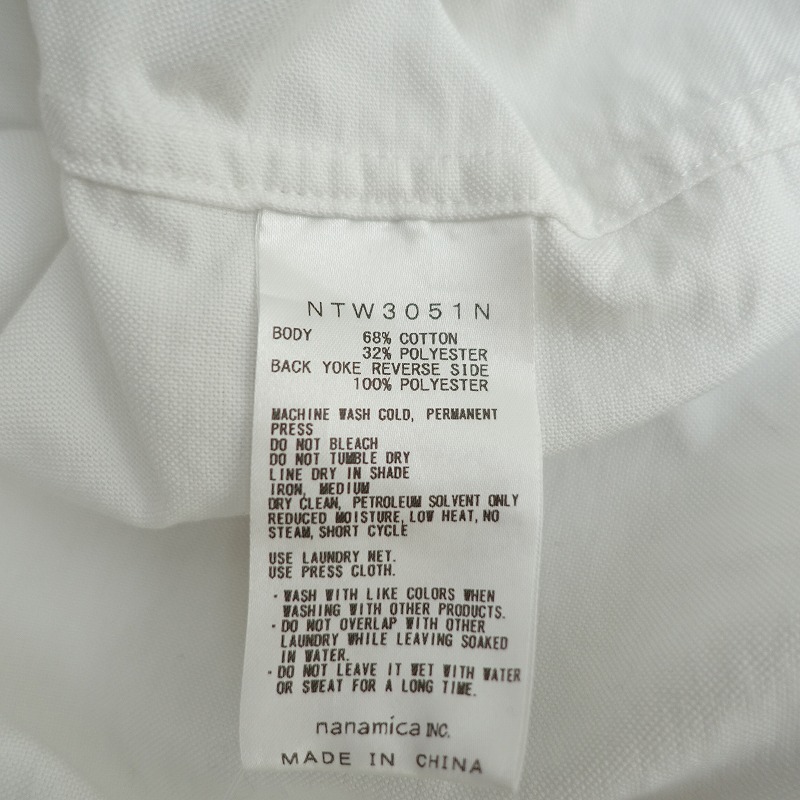 NTW3051N
BODY 68% COTTON
32% POLYESTER
BACK YOKE REVERSE SIDE
100% POLYESTER
MACHINE WASH COLD, PERMANENT
PRESS
DO NOT BLEACH
DO NOT TUMBLE DRY
LINE DRY IN SHADE
IRON, MEDIUM
DRY CLEAN, PETROLEUM SOLVENT ONLY
REDUCED MOISTURE, LOW HEAT, NO
STEAM, SHORT CYCLE
USE LAUNDRY NET.
USE PRESS CLOTH.
・WASH WITH LIKE COLORS WHEN
WASHING WITH OTHER PRODUCTS.
・DO NOT OVERLAP WITH OTHER
LAUNDRY WHILE LEAVING SOAKED
IN WATER.
・DO NOT LEAVE IT WET WITH WATER
OR SWEAT FOR A LONG TIME.
nanamica INC.
MADE IN CHINA